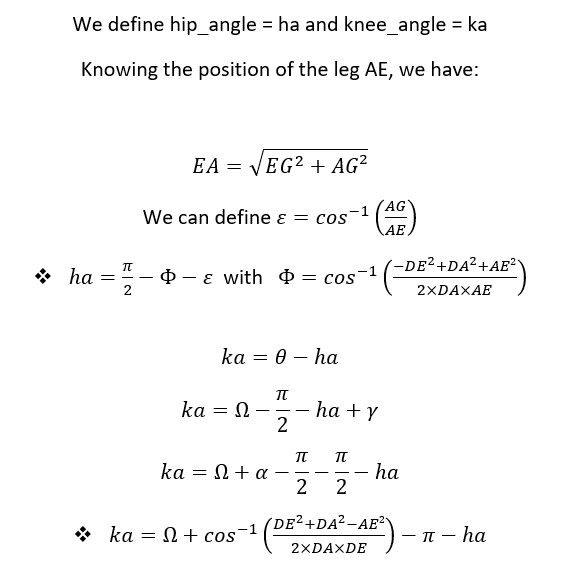 We define hip_angle = ha and knee_angle = ka
Knowing the position of the leg AE, we have:
EA = √(EG² + AG²)
We can define ε = cos⁻¹(AG/AE)
❖ ha = π/2 − Φ − ε with Φ = cos⁻¹((−DE²+DA²+AE²)/(2×DA×AE))
ka = θ − ha
ka = Ω − π/2 − ha + γ
ka = Ω + α − π/2 − π/2 − ha
❖ ka = Ω + cos⁻¹((DE²+DA²−AE²)/(2×DA×DE)) − π − ha